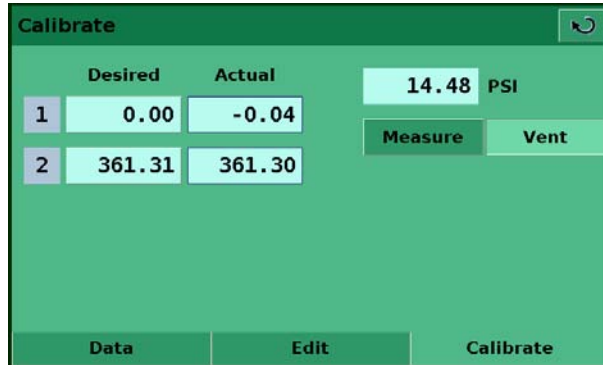 Calibrate
Desired Actual
14.48 PSI
1 0.00 -0.04
Measure Vent
2 361.31 361.30
Data Edit Calibrate